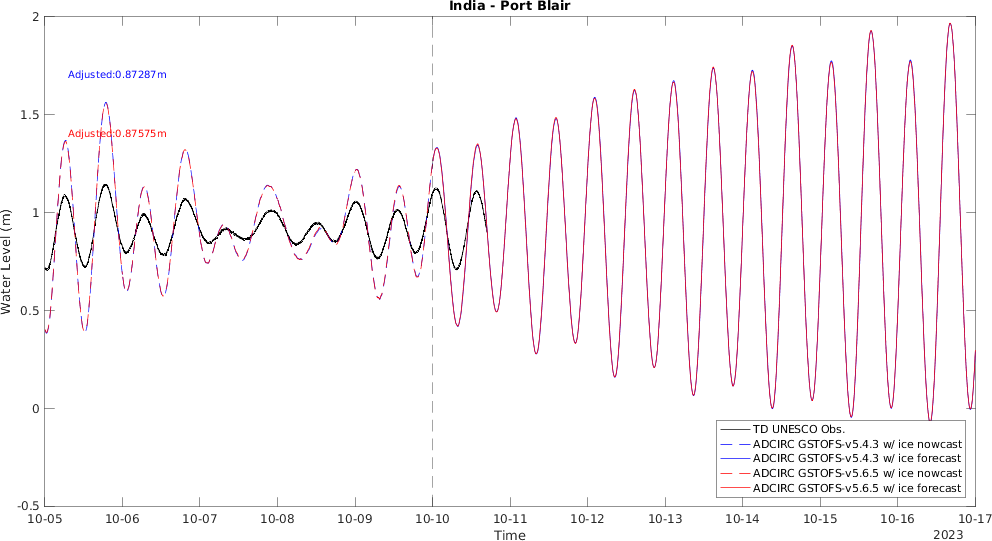 India - Port Blair
2
Adjusted:0.87287m
1.5
Adjusted:0.87575m
1
Water Level (m)
0.5
0
TD UNESCO Obs.
ADCIRC GSTOFS-v5.4.3 w/ ice nowcast
ADCIRC GSTOFS-v5.4.3 w/ ice forecast
ADCIRC GSTOFS-v5.6.5 w/ ice nowcast
ADCIRC GSTOFS-v5.6.5 w/ ice forecast
-0.5
10-05 10-06 10-07 10-08 10-09 10-10 10-11 10-12 10-13 10-14 10-15 10-16 10-17
Time
2023